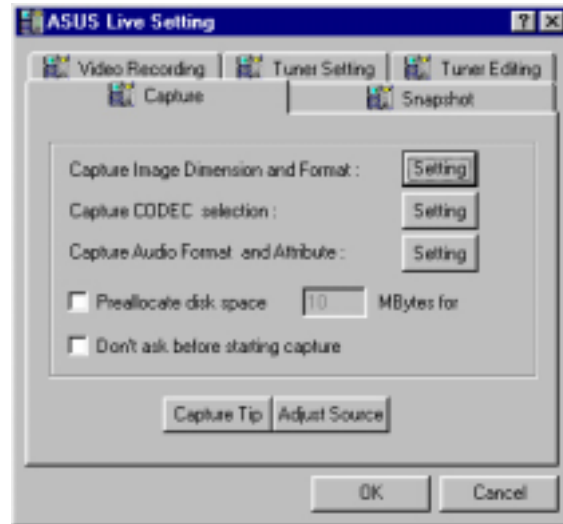 ASUS Live Setting
Video Recording Tuner Setting Tuner Editing
Capture Snapshot
Capture Image Dimension and Format : Setting
Capture CODEC selection : Setting
Capture Audio Format and Attribute : Setting
Preallocate disk space 10 MBytes for
Don't ask before starting capture
Capture Tip Adjust Source
OK Cancel